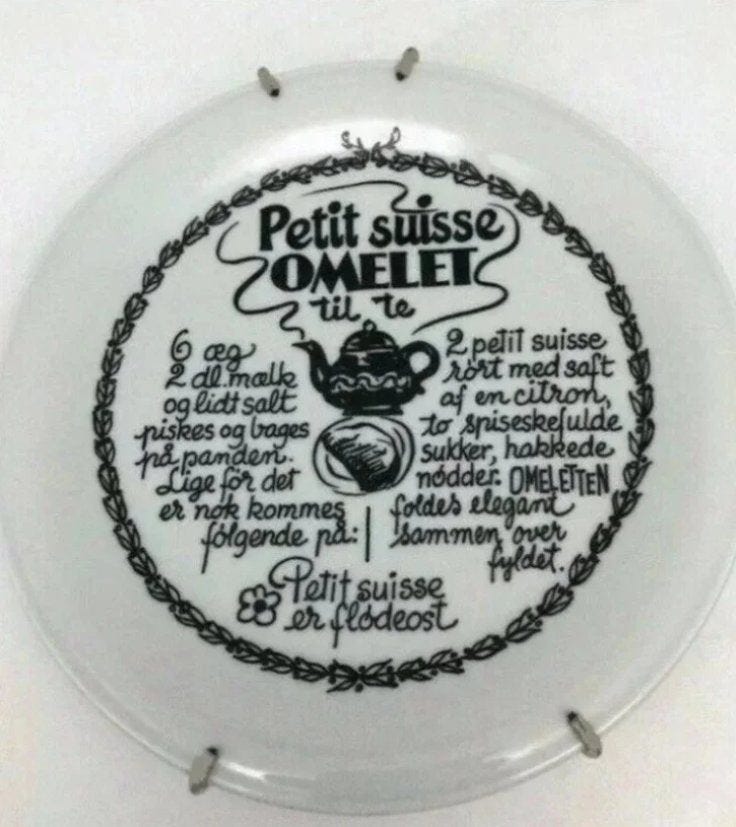 Petit suisse
OMELET
til te
6 æg
2 dl. mælk
og lidt salt
piskes og bages
på panden.
Lige för det
er nok kommes
følgende på:
2 petit suisse
rört med saft
af en citron,
to spiseskefulde
sukker, hakkede
nødder. OMELETTEN
foldes elegant
sammen over
fyldet.
Petit suisse
er flødeost